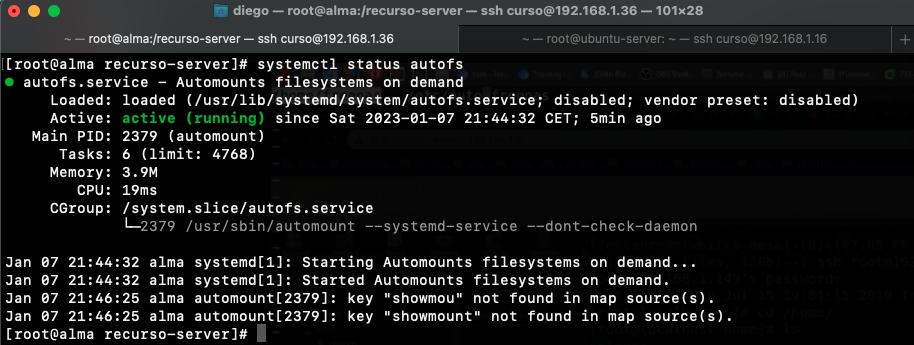 diego — root@alma:/recurso-server — ssh curso@192.168.1.36 — 101×28
~ — root@alma:/recurso-server — ssh curso@192.168.1.36
~ — root@ubuntu-server: ~ — ssh curso@192.168.1.16
+
[root@alma recurso-server]# systemctl status autofs
● autofs.service - Automounts filesystems on demand
Loaded: loaded (/usr/lib/systemd/system/autofs.service; disabled; vendor preset: disabled)
Active: active (running) since Sat 2023-01-07 21:44:32 CET; 5min ago
Main PID: 2379 (automount)
Tasks: 6 (limit: 4768)
Memory: 3.9M
CPU: 19ms
CGroup: /system.slice/autofs.service
└─2379 /usr/sbin/automount --systemd-service --dont-check-daemon
Jan 07 21:44:32 alma systemd[1]: Starting Automounts filesystems on demand...
Jan 07 21:44:32 alma systemd[1]: Started Automounts filesystems on demand.
Jan 07 21:46:25 alma automount[2379]: key "showmou" not found in map source(s).
Jan 07 21:46:25 alma automount[2379]: key "showmount" not found in map source(s).
[root@alma recurso-server]#